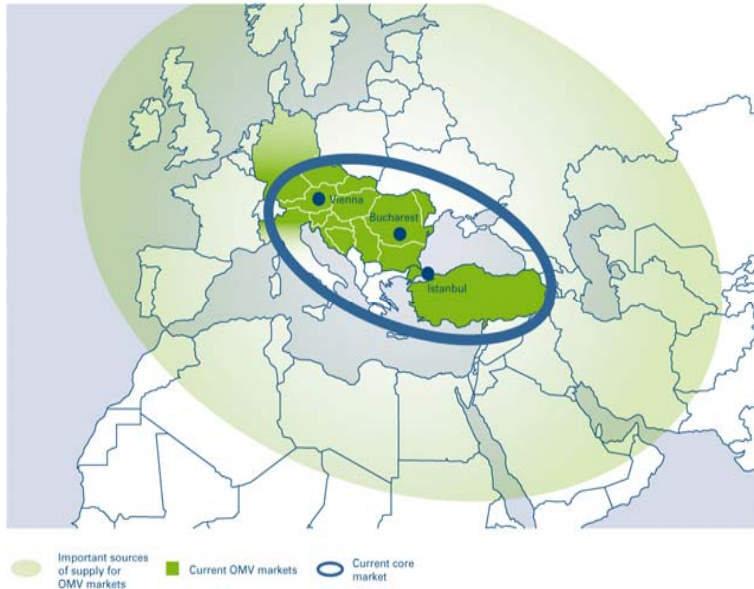 Vienna
Bucharest
Istanbul
Important sources
of supply for
OMV markets
Current OMV markets
Current core
market